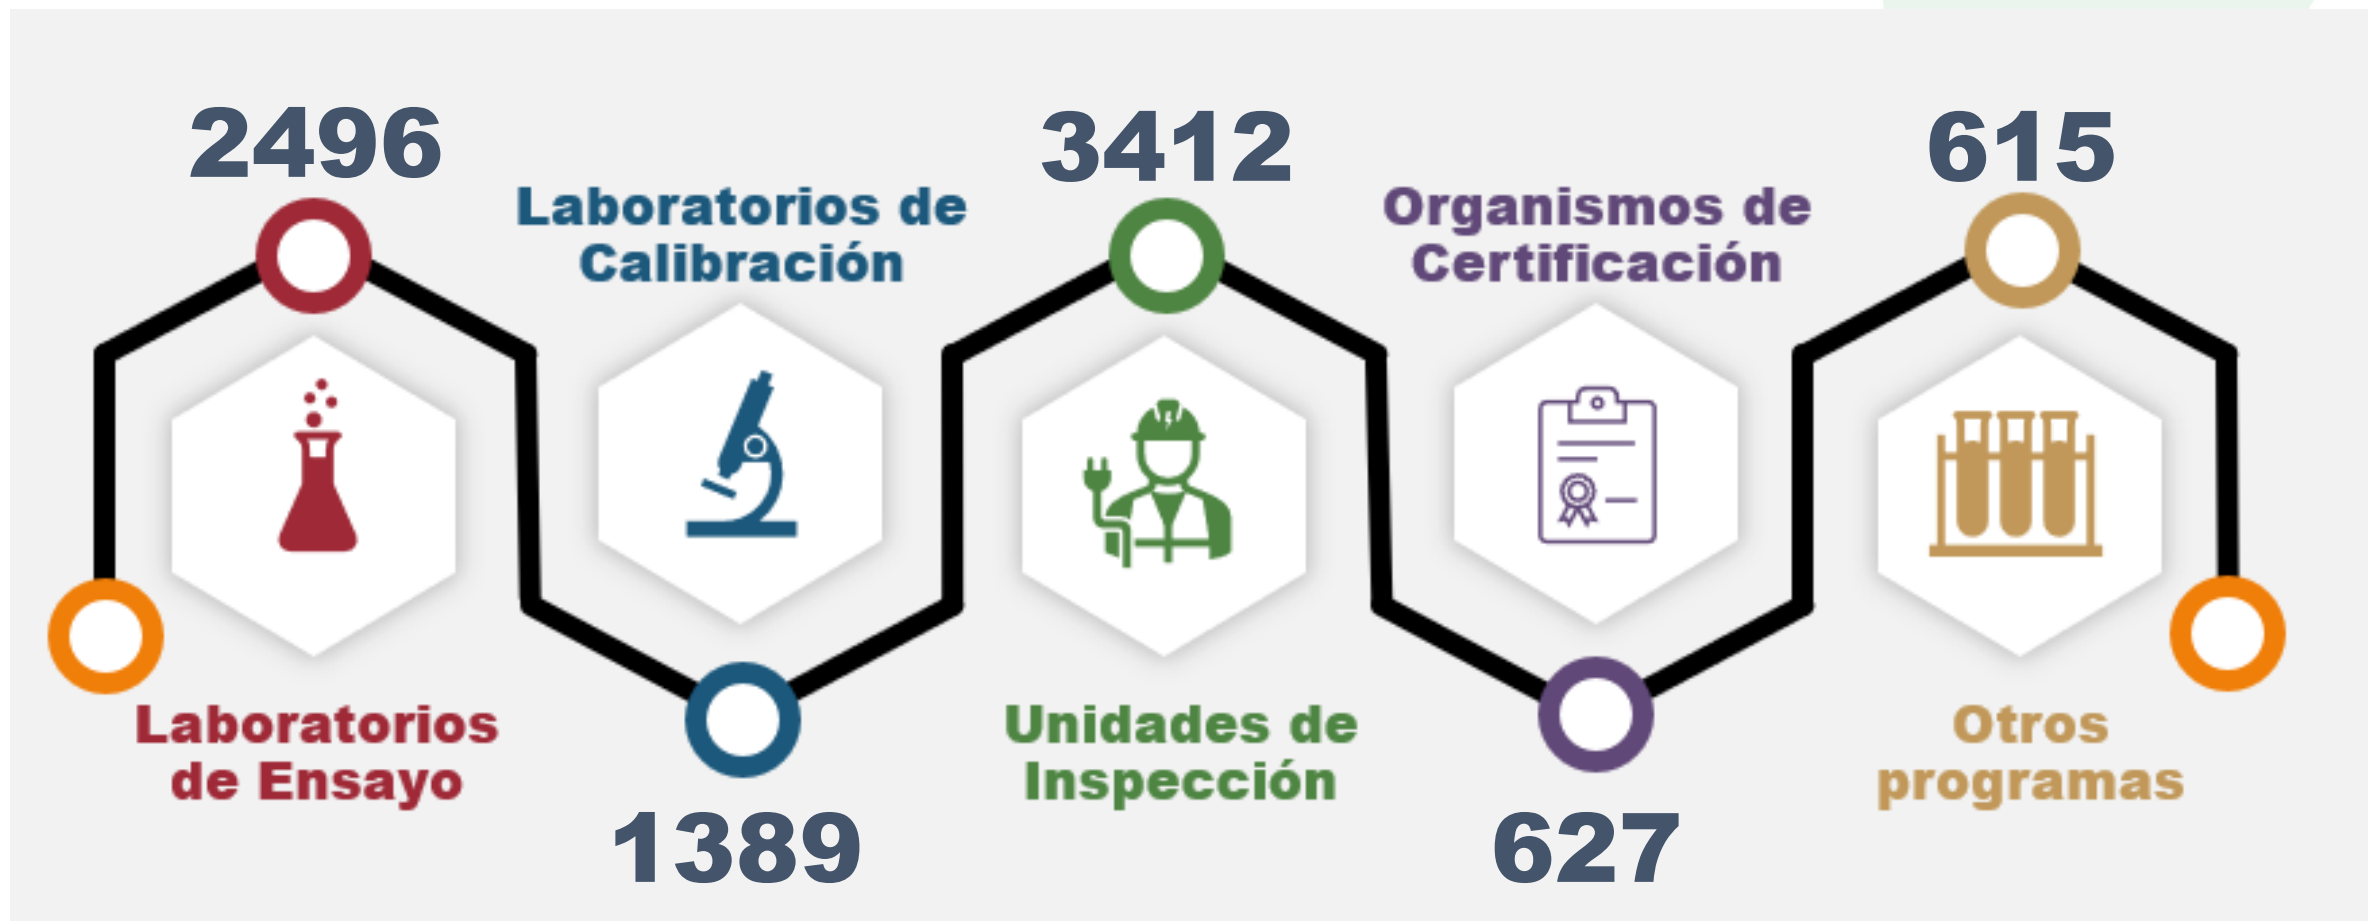 2496
Laboratorios
de Ensayo
Laboratorios de
Calibración
1389
3412
Unidades de
Inspección
Organismos de
Certificación
627
615
Otros
programas